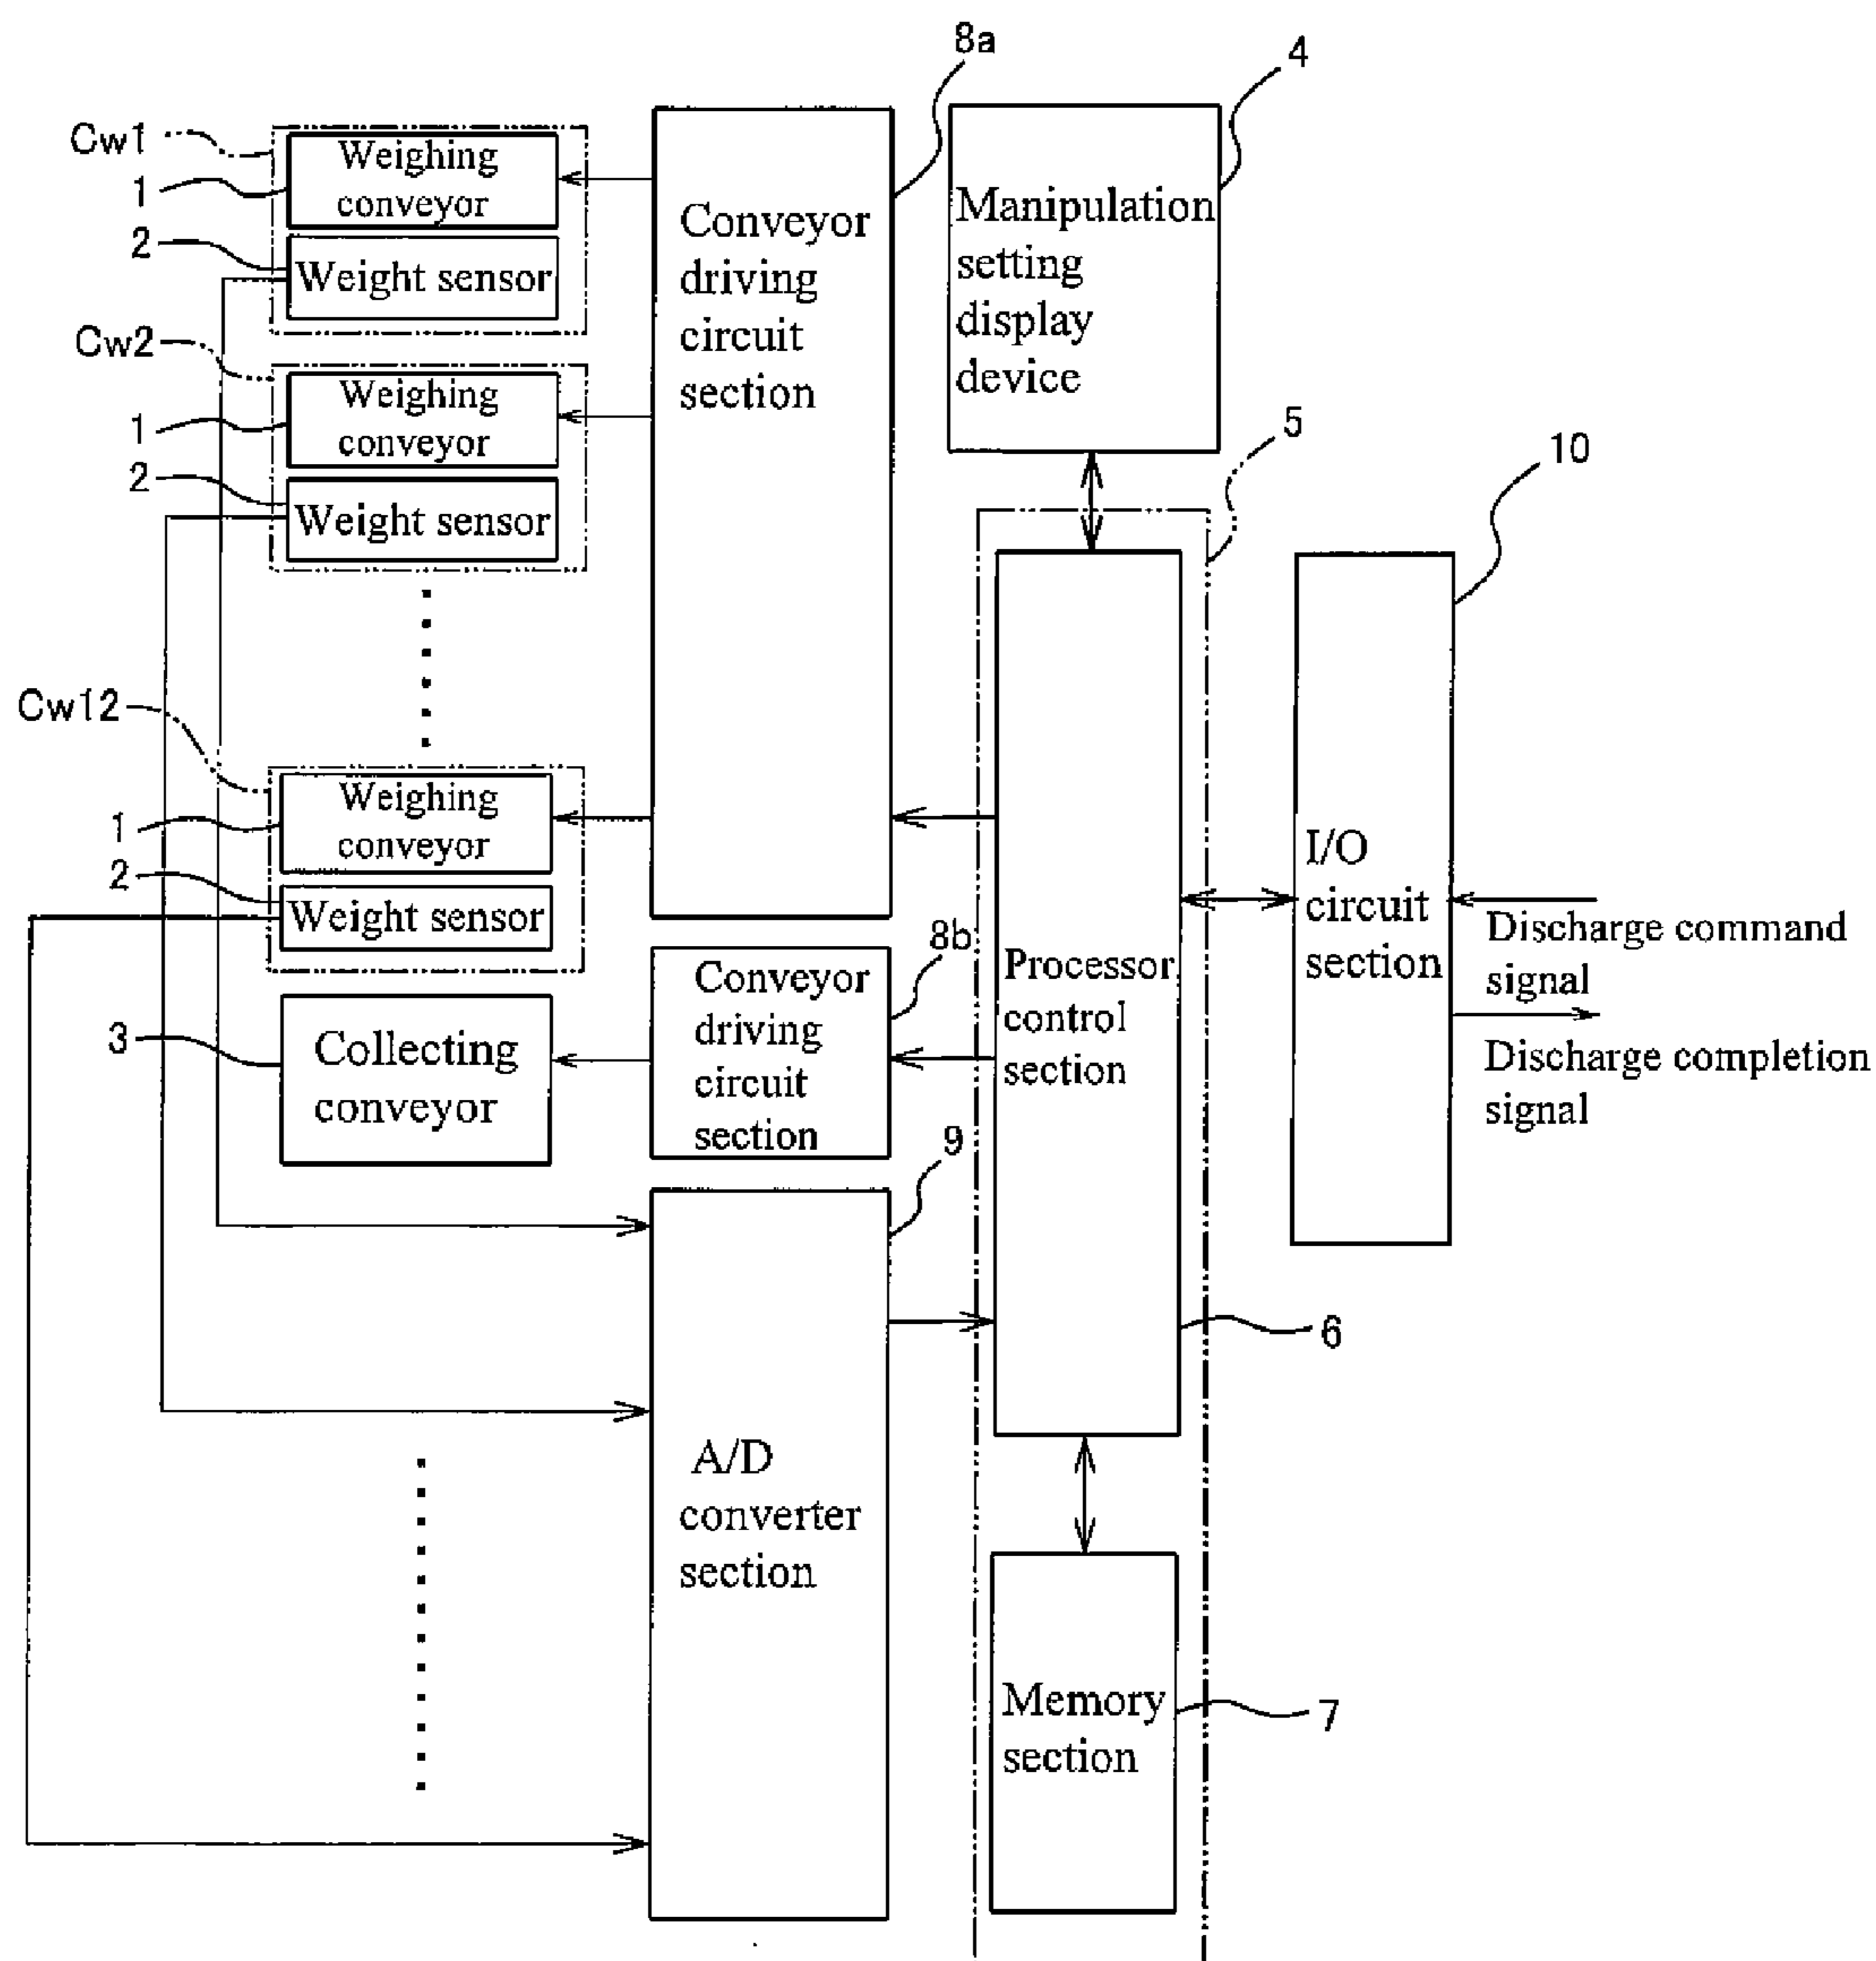 8a
4
Cw1
Weighing
conveyor
1
2
Weight sensor
Conveyor
driving
circuit
section
Manipulation
setting
display
device
Cw2
Weighing
conveyor
1
2
Weight sensor
5
10
Cw12
Weighing
conveyor
1
2
Weight sensor
I/O
circuit
section
Discharge command
signal
Discharge completion
signal
8b
Conveyor
driving
circuit
section
Processor
control
section
3
Collecting
conveyor
9
6
A/D
converter
section
Memory
section
7